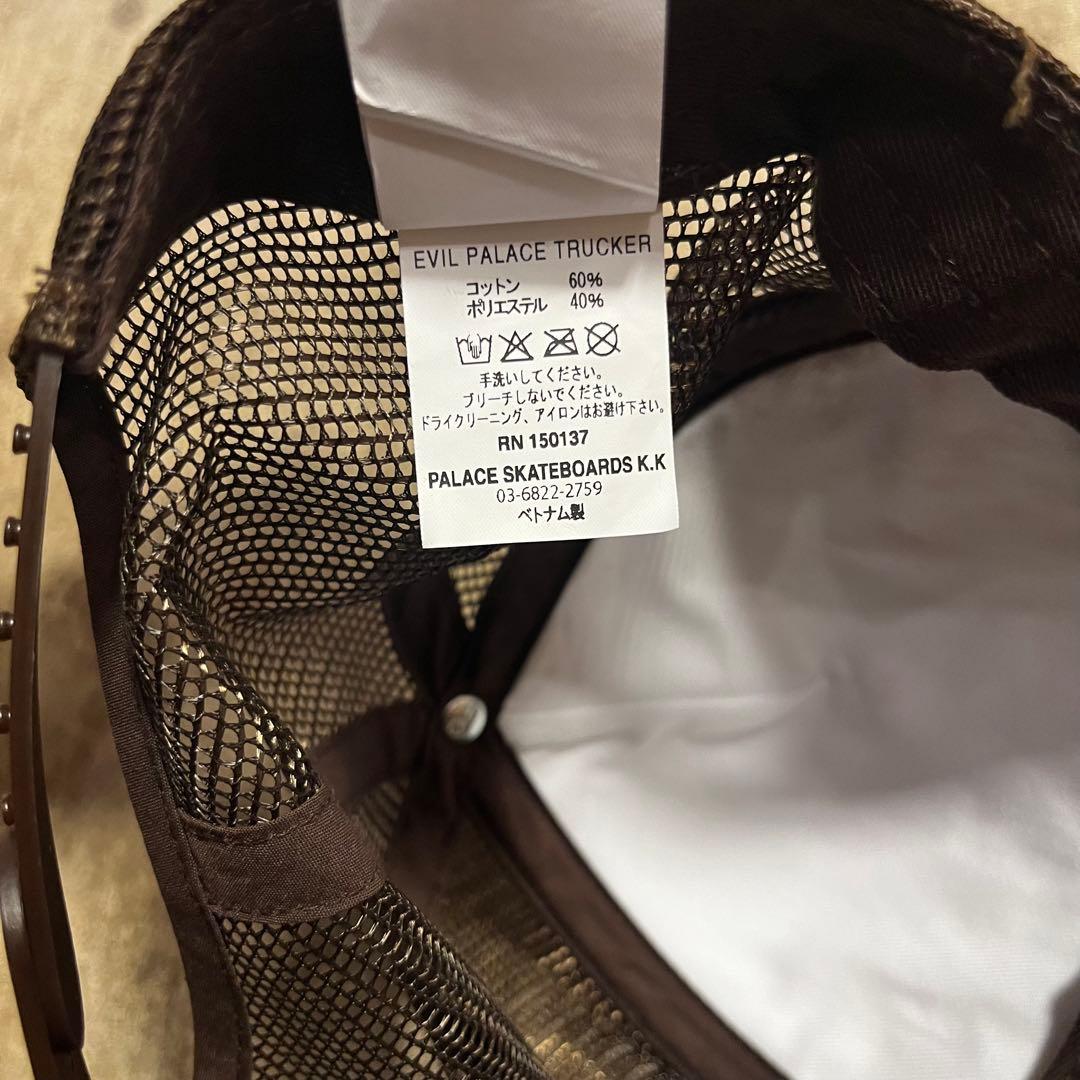 EVIL PALACE TRUCKER
コットン 60%
ポリエステル 40%
手洗いしてください。
ブリーチしないでください。
ドライクリーニング、アイロンはお避け下さい。
RN 150137
PALACE SKATEBOARDS K.K
03-6822-2759
ベトナム製